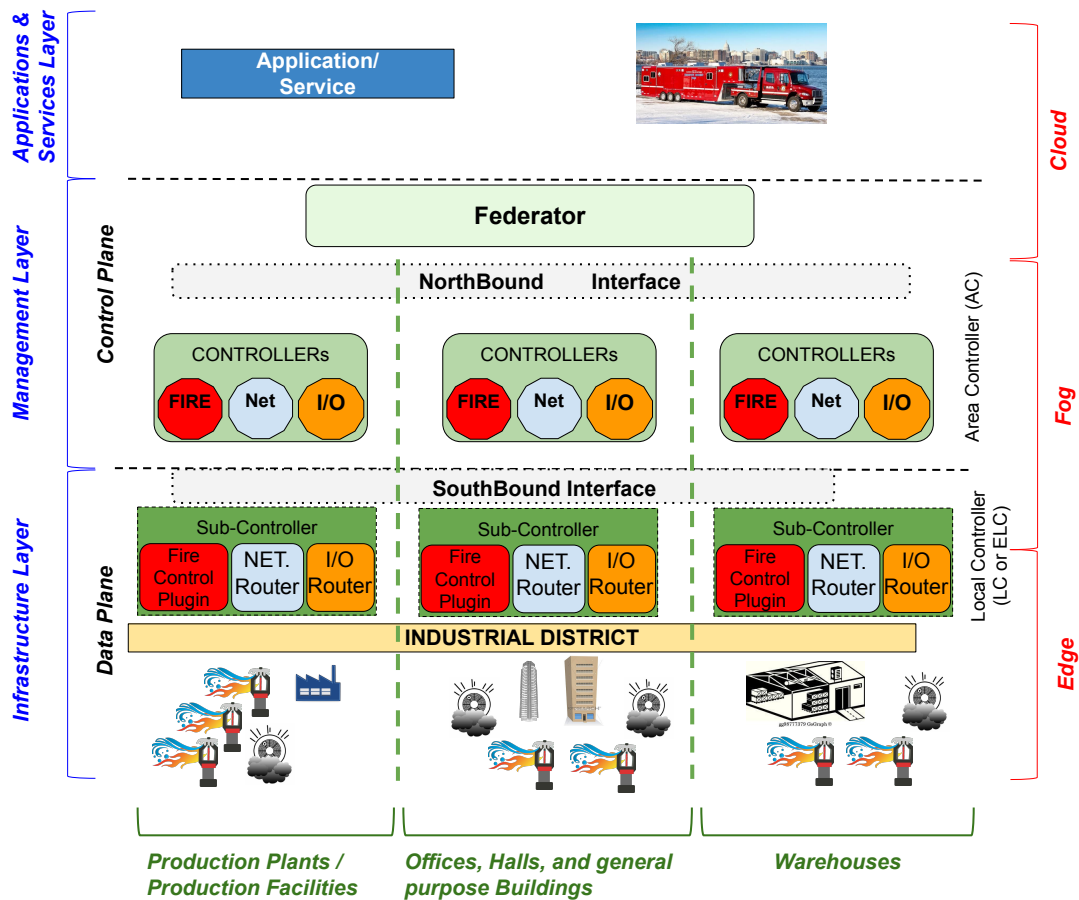 Applications &
Services Layer
Application/
Service
Cloud
Management Layer
Control Plane
Federator
NorthBound Interface
CONTROLLERs
FIRE
Net
I/O
CONTROLLERs
FIRE
Net
I/O
CONTROLLERs
FIRE
Net
I/O
Area Controller (AC)
Fog
Infrastructure Layer
Data Plane
SouthBound Interface
Sub-Controller
Fire
Control
Plugin
NET.
Router
I/O
Router
Sub-Controller
Fire
Control
Plugin
NET.
Router
I/O
Router
Sub-Controller
Fire
Control
Plugin
NET.
Router
I/O
Router
Local Controller
(LC or ELC)
Edge
INDUSTRIAL DISTRICT
Production Plants /
Production Facilities
Offices, Halls, and general
purpose Buildings
Warehouses